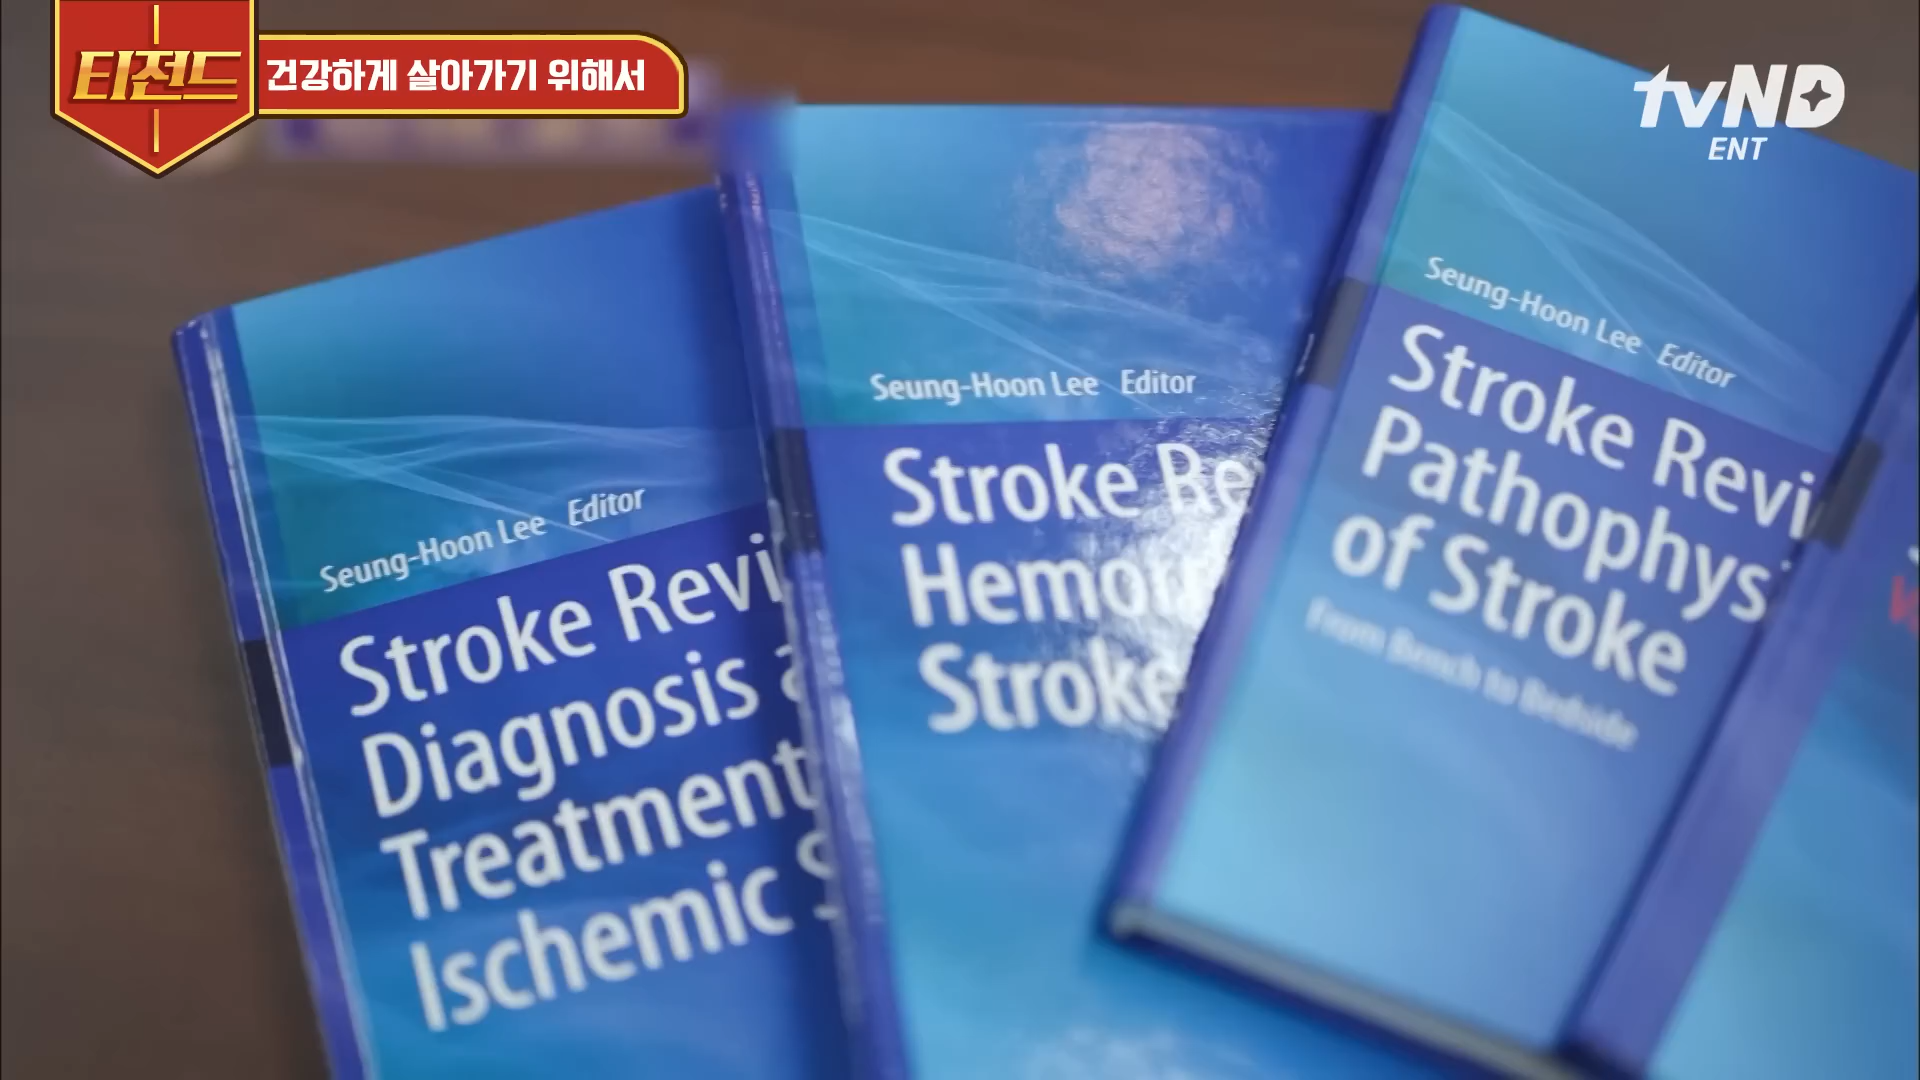 티전드
건강하게 살아가기 위해서
tvND
ENT
Seung-Hoon Lee Editor
Stroke Revi
Diagnosis a
Treatment
Ischemic S
Seung-Hoon Lee Editor
Stroke Re
Hemorr
Stroke
Seung-Hoon Lee Editor
Stroke Revi
Pathophys
of Stroke
From Bench to Bedside